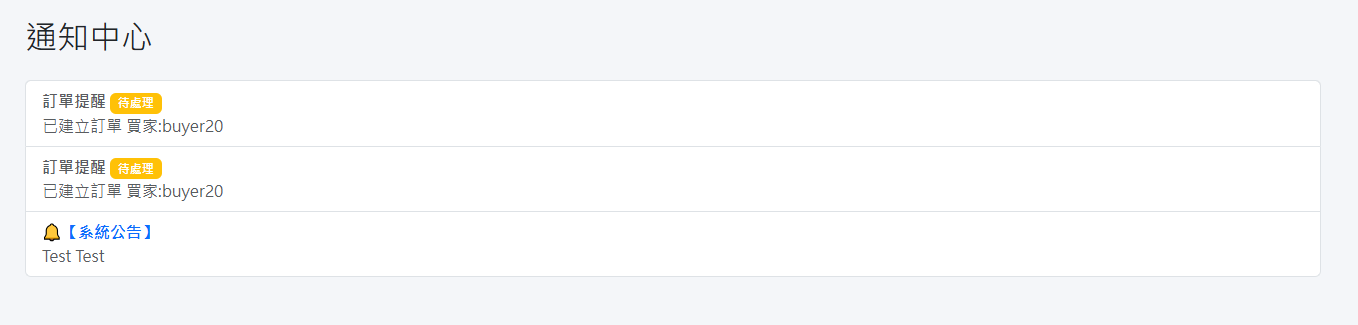 通知中心
訂單提醒 待處理
已建立訂單 買家:buyer20
訂單提醒 待處理
已建立訂單 買家:buyer20
🔔【系統公告】
Test Test